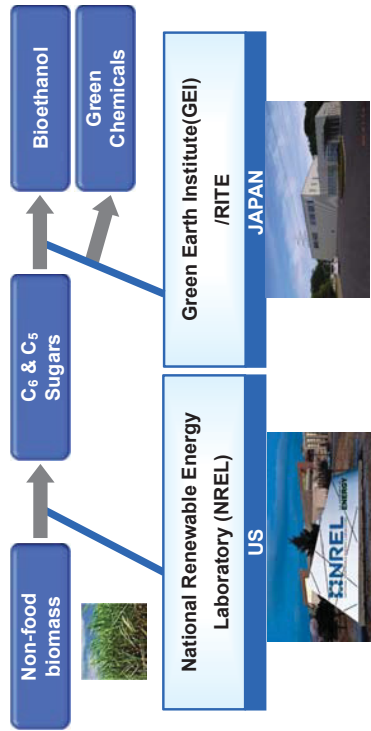 Non-food
biomass
C6 & C5
Sugars
Bioethanol
Green
Chemicals
National Renewable Energy
Laboratory (NREL)
US
Green Earth Institute(GEI)
/RITE
JAPAN
NREL
ENERGY